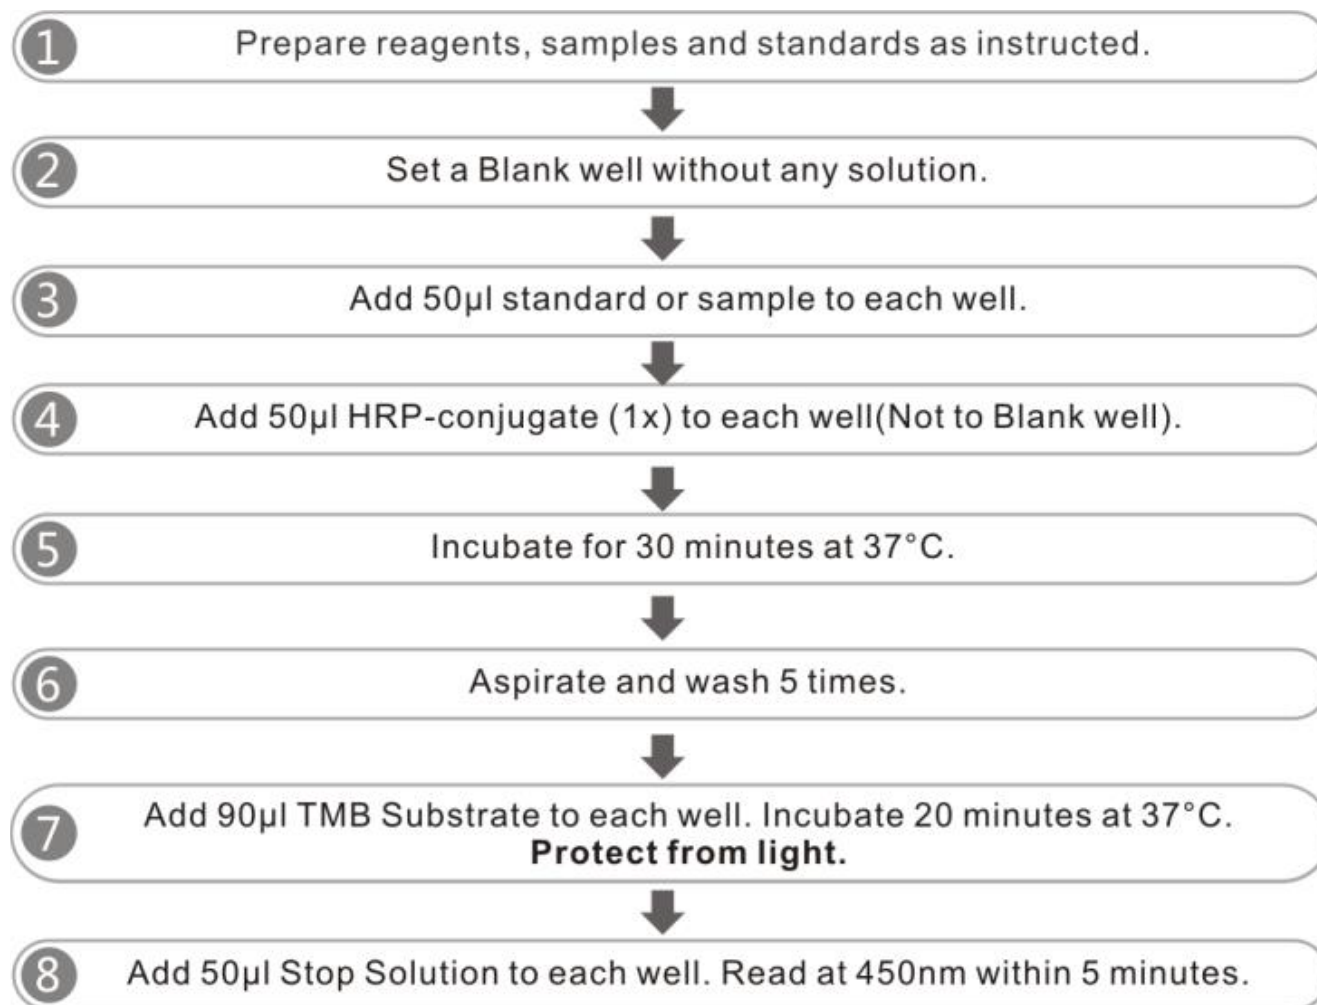 1 Prepare reagents, samples and standards as instructed.
2 Set a Blank well without any solution.
3 Add 50μl standard or sample to each well.
4 Add 50μl HRP-conjugate (1x) to each well(Not to Blank well).
5 Incubate for 30 minutes at 37°C.
6 Aspirate and wash 5 times.
7 Add 90μl TMB Substrate to each well. Incubate 20 minutes at 37°C.
Protect from light.
8 Add 50μl Stop Solution to each well. Read at 450nm within 5 minutes.